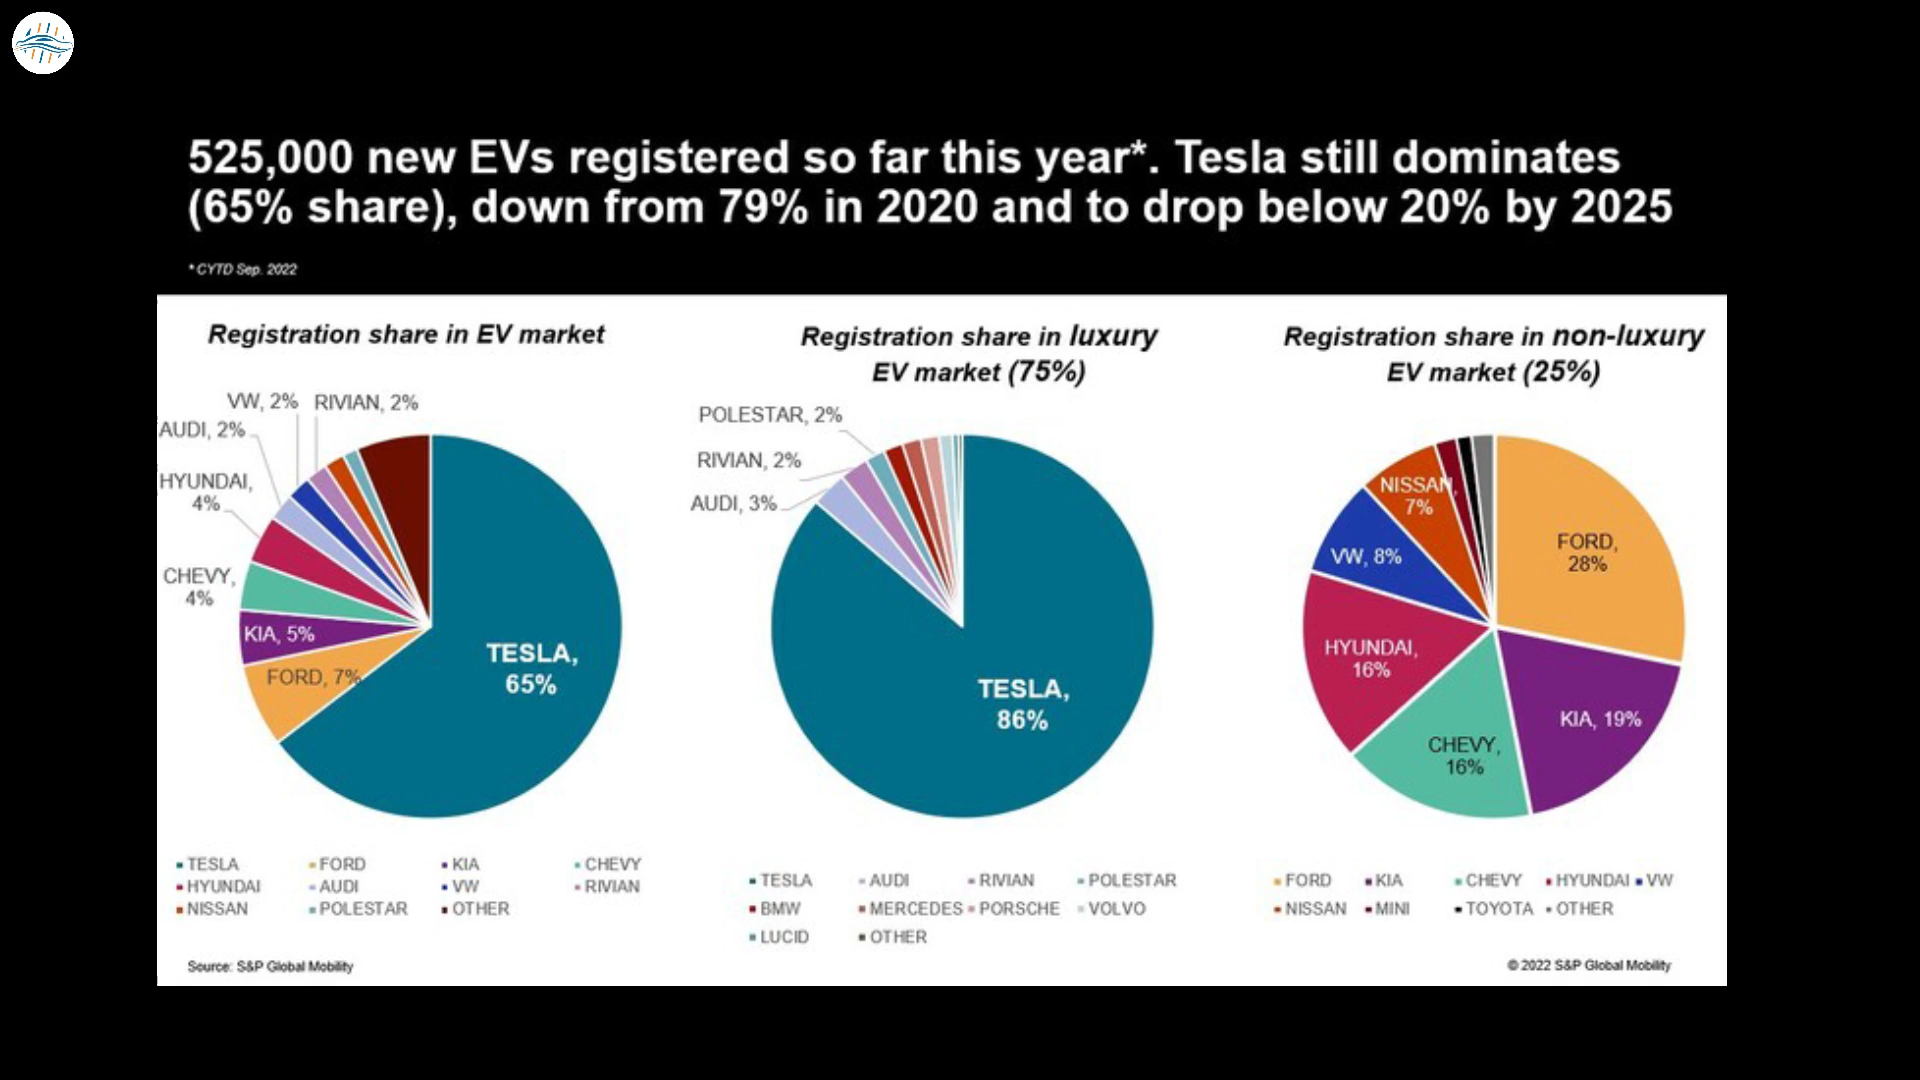 525,000 new EVs registered so far this year*. Tesla still dominates
(65% share), down from 79% in 2020 and to drop below 20% by 2025
* CYTD Sep. 2022
Registration share in EV market
VW, 2%
RIVIAN, 2%
AUDI, 2%
HYUNDAI,
4%
CHEVY,
4%
KIA, 5%
FORD, 7%
TESLA,
65%
TESLA
FORD
KIA
CHEVY
HYUNDAI
AUDI
VW
RIVIAN
NISSAN
POLESTAR
OTHER
Source: S&P Global Mobility
Registration share in luxury
EV market (75%)
POLESTAR, 2%
RIVIAN, 2%
AUDI, 3%
TESLA,
86%
TESLA
AUDI
RIVIAN
POLESTAR
BMW
MERCEDES
PORSCHE
VOLVO
LUCID
OTHER
Registration share in non-luxury
EV market (25%)
NISSAN,
7%
FORD,
28%
VW, 8%
HYUNDAI,
16%
KIA, 19%
CHEVY,
16%
FORD
KIA
CHEVY
HYUNDAI
VW
NISSAN
MINI
TOYOTA
OTHER
© 2022 S&P Global Mobility